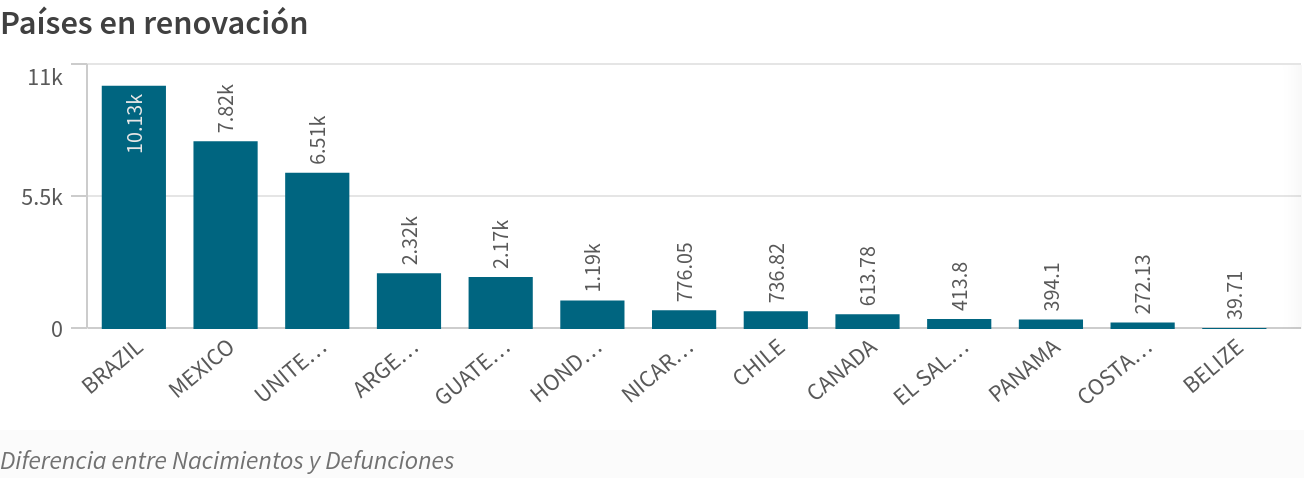 Países en renovación
11k
5.5k
0
10.13k
7.82k
6.51k
2.32k
2.17k
1.19k
776.05
736.82
613.78
413.8
394.1
272.13
39.71
BRAZIL
MEXICO
UNITE...
ARGE...
GUATE...
HOND...
NICAR...
CHILE
CANADA
EL SAL...
PANAMA
COSTA...
BELIZE
Diferencia entre Nacimientos y Defunciones